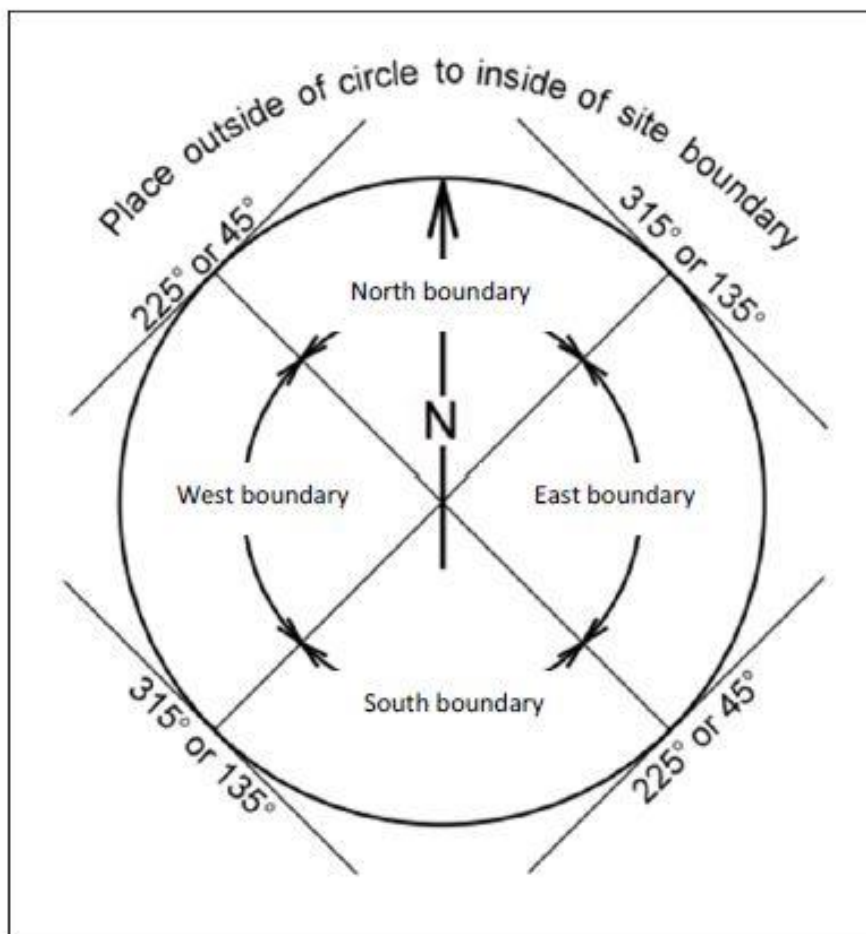 Place outside of circle to inside of site boundary
225° or 45°
315° or 135°
North boundary
N
West boundary
East boundary
South boundary
315° or 135°
225° or 45°